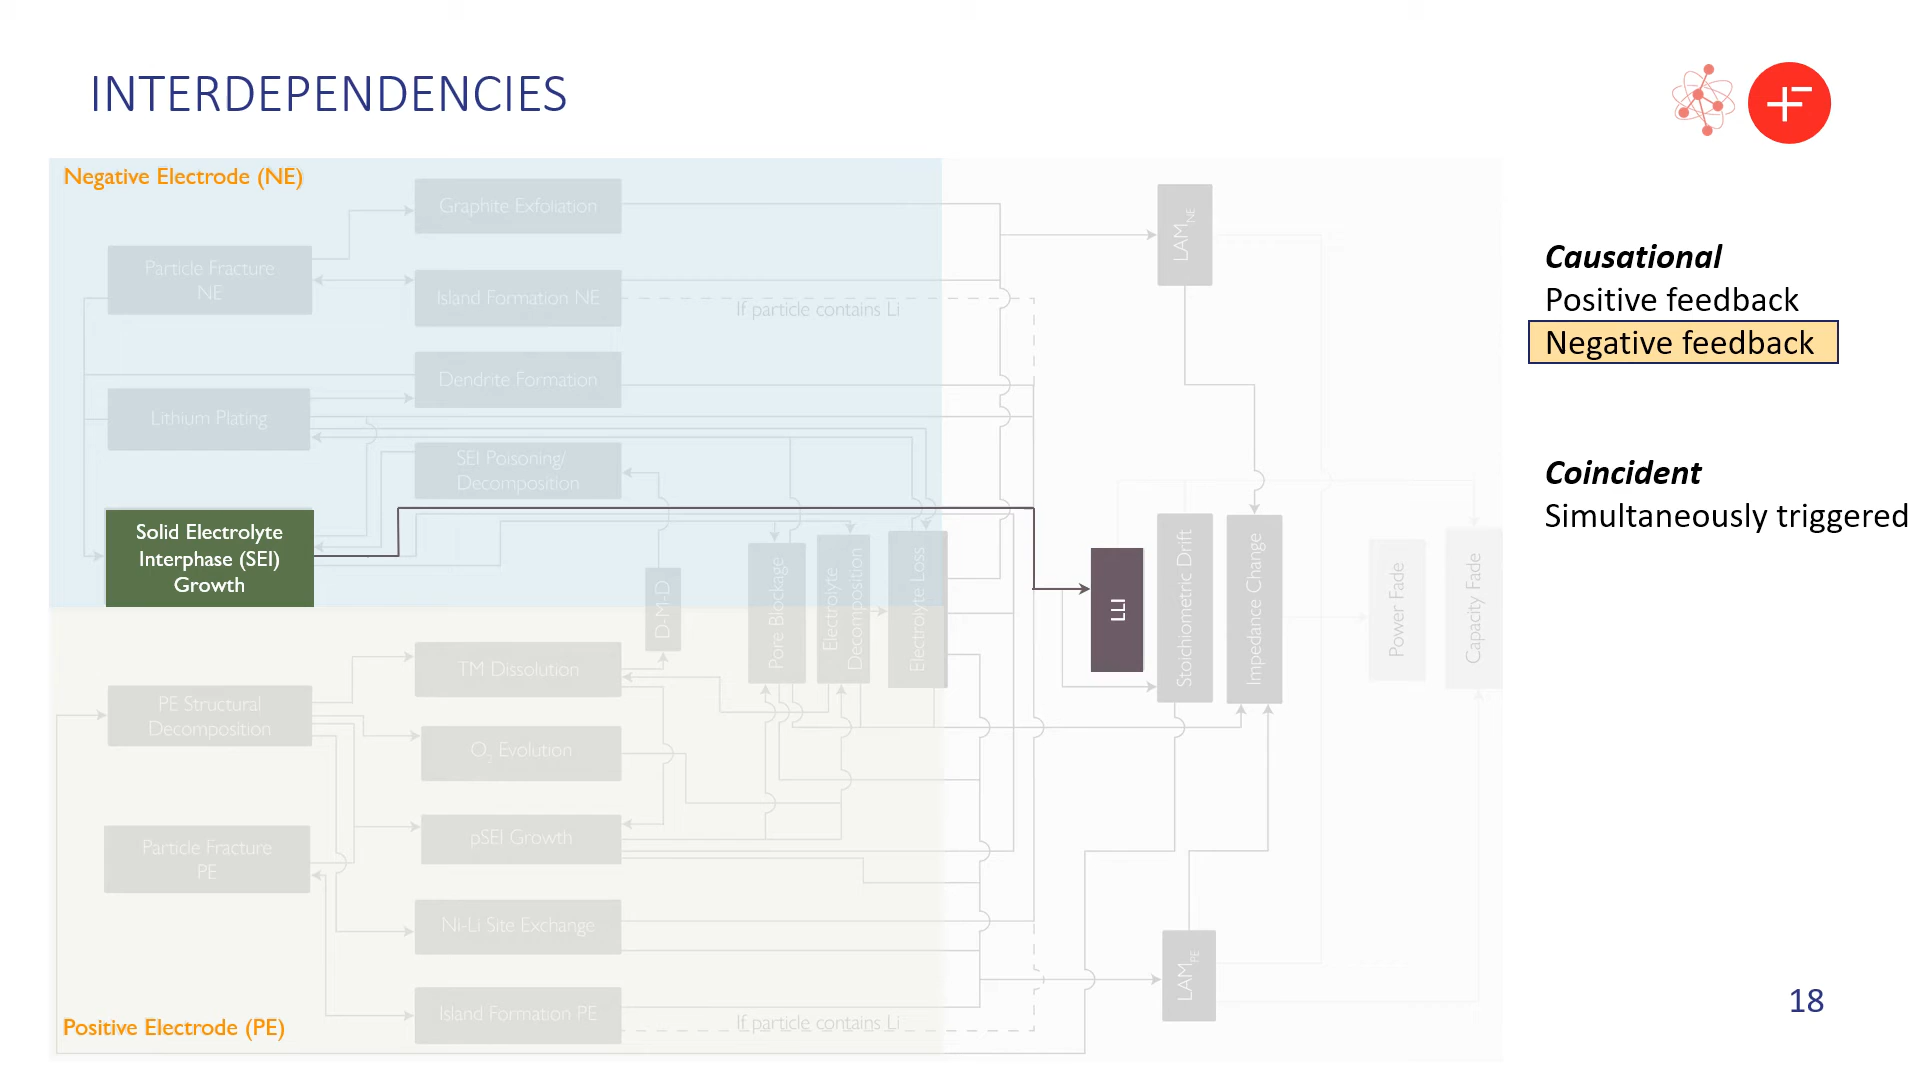 INTERDEPENDENCIES
Negative Electrode (NE)
Graphite Exfoliation
Particle Fracture
NE
Island Formation NE
If particle contains Li
Dendrite Formation
Lithium Plating
SEI Poisoning/
Decomposition
Solid Electrolyte
Interphase (SEI)
Growth
D-M-D
Pore Blockage
Electrolyte
Decomposition
Electrolyte Loss
TM Dissolution
PE Structural
Decomposition
O2 Evolution
pSEI Growth
Particle Fracture
PE
Ni-Li Site Exchange
Island Formation PE
If particle contains Li
Positive Electrode (PE)
LAM NE
LLI
Stoichiometric Drift
Impedance Change
Power Fade
Capacity Fade
LAM PE
Causational
Positive feedback
Negative feedback
Coincident
Simultaneously triggered
18